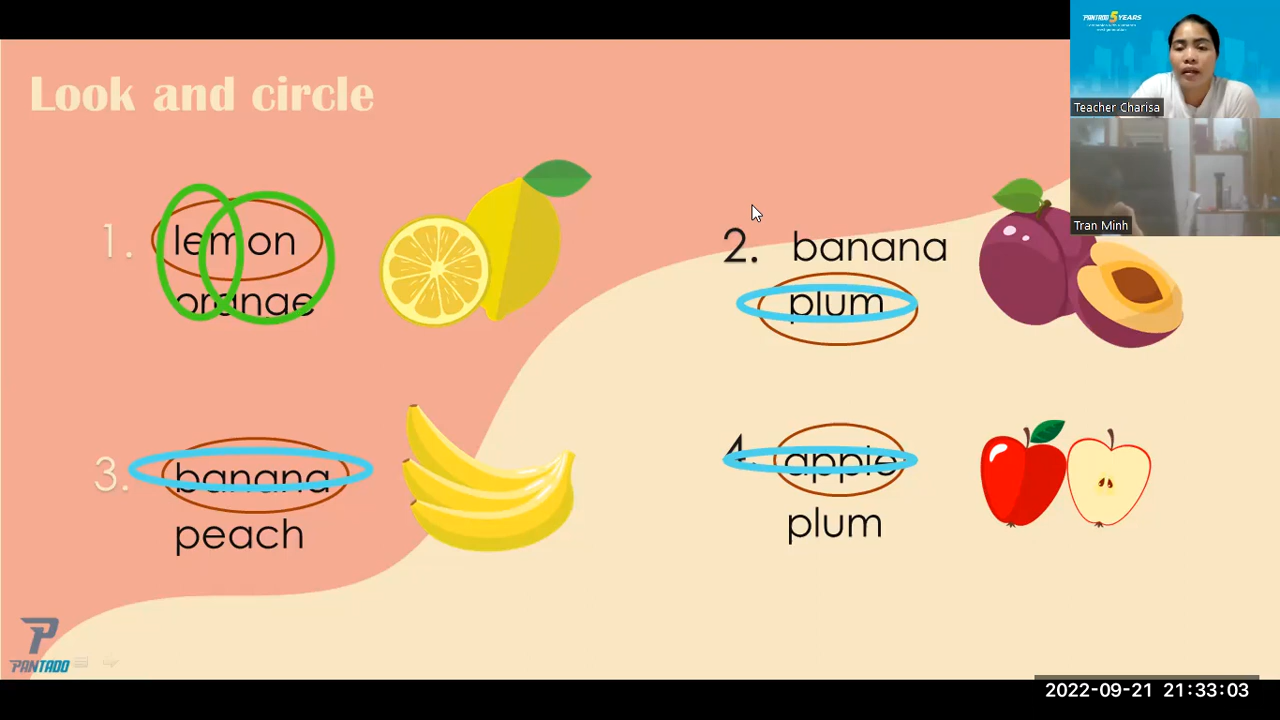 PANTADO 5 YEARS
Teacher Charisa
Tran Minh
Look and circle
1. lemon
orange
2. banana
plum
3. banana
peach
4. apple
plum
PANTADO
2022-09-21 21:33:03